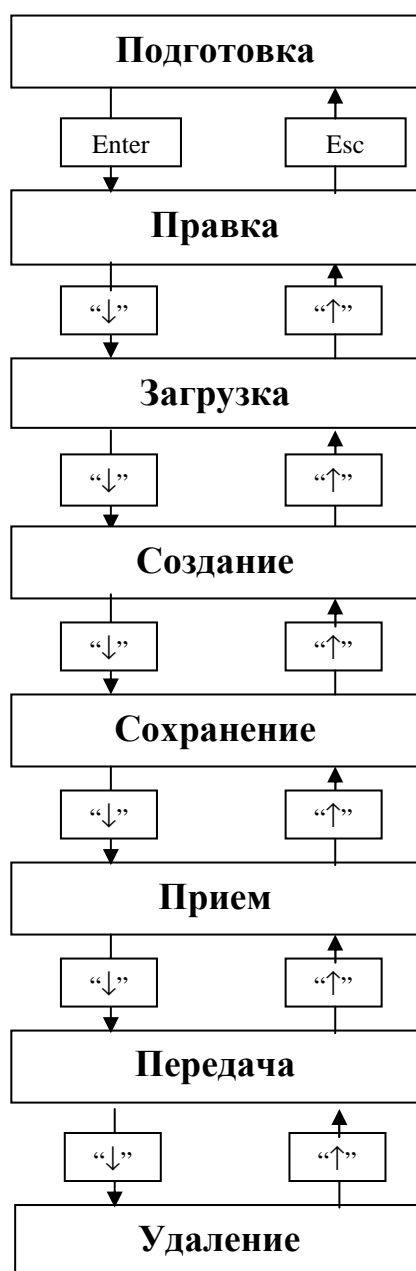 Подготовка
Enter Esc
Правка
“↓” “↑”
Загрузка
“↓” “↑”
Создание
“↓” “↑”
Сохранение
“↓” “↑”
Прием
“↓” “↑”
Передача
“↓” “↑”
Удаление